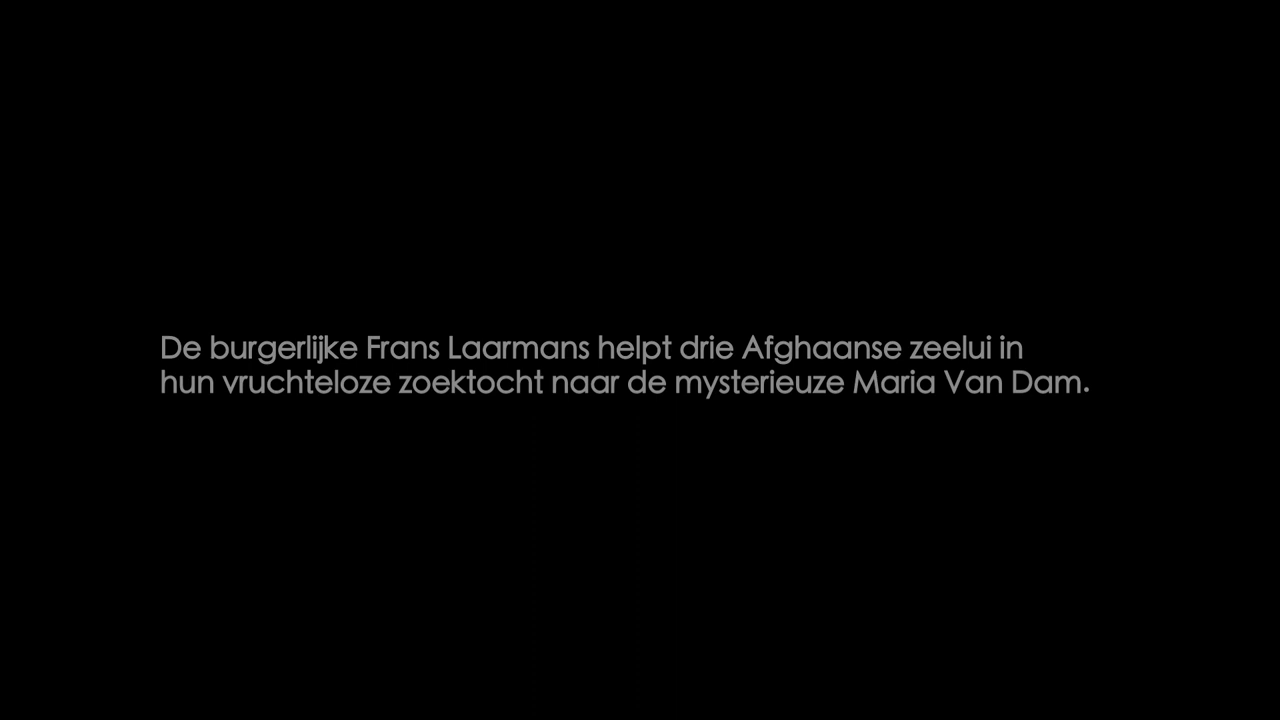 De burgerlijke Frans Laarmans helpt drie Afghaanse zeelui in
hun vruchteloze zoektocht naar de mysterieuze Maria Van Dam.